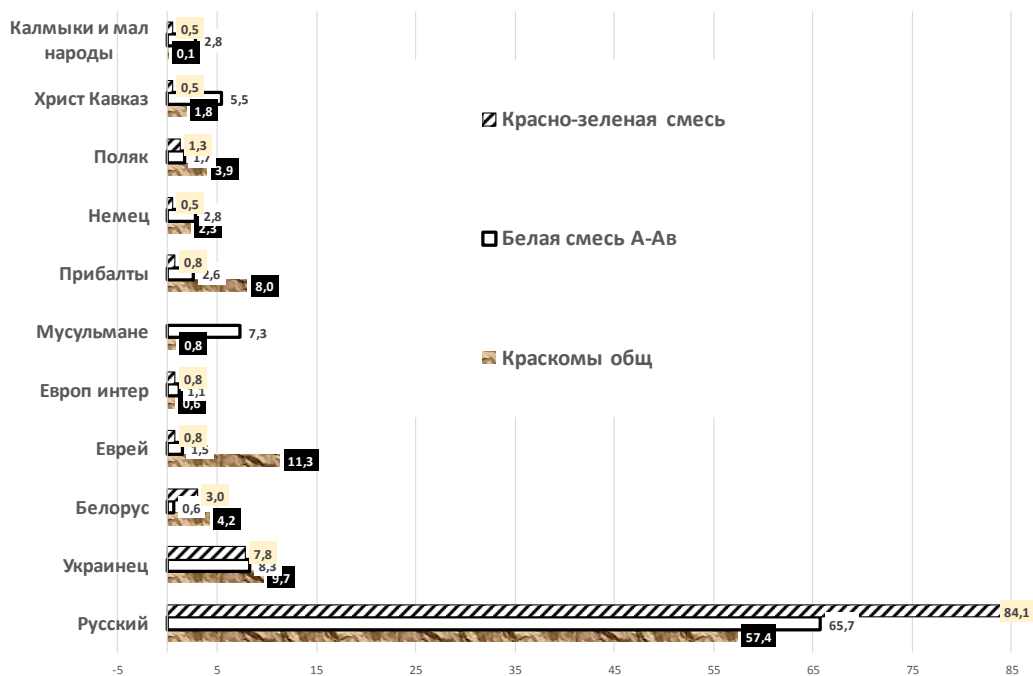 Калмыки и мал
народы
0,5
2,8
0,1
Христ Кавказ
0,5
5,5
1,8
Красно-зеленая смесь
Поляк
1,3
1,7
3,9
Немец
0,5
2,8
2,3
Белая смесь А-Ав
Прибалты
0,8
2,6
8,0
Мусульмане
7,3
0,8
Краскомы общ
Европ интер
0,8
1,1
0,6
Еврей
0,8
1,5
11,3
Белорус
3,0
0,6
4,2
Украинец
7,8
8,3
9,7
Русский
84,1
65,7
57,4
-5 5 15 25 35 45 55 65 75 85